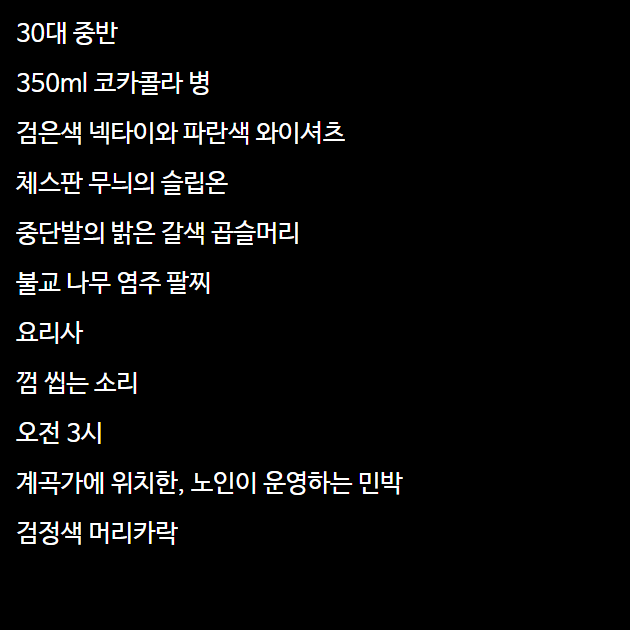 30대 중반
350ml 코카콜라 병
검은색 넥타이와 파란색 와이셔츠
체스판 무늬의 슬립온
중단발의 밝은 갈색 곱슬머리
불교 나무 염주 팔찌
요리사
껌 씹는 소리
오전 3시
계곡가에 위치한, 노인이 운영하는 민박
검정색 머리카락